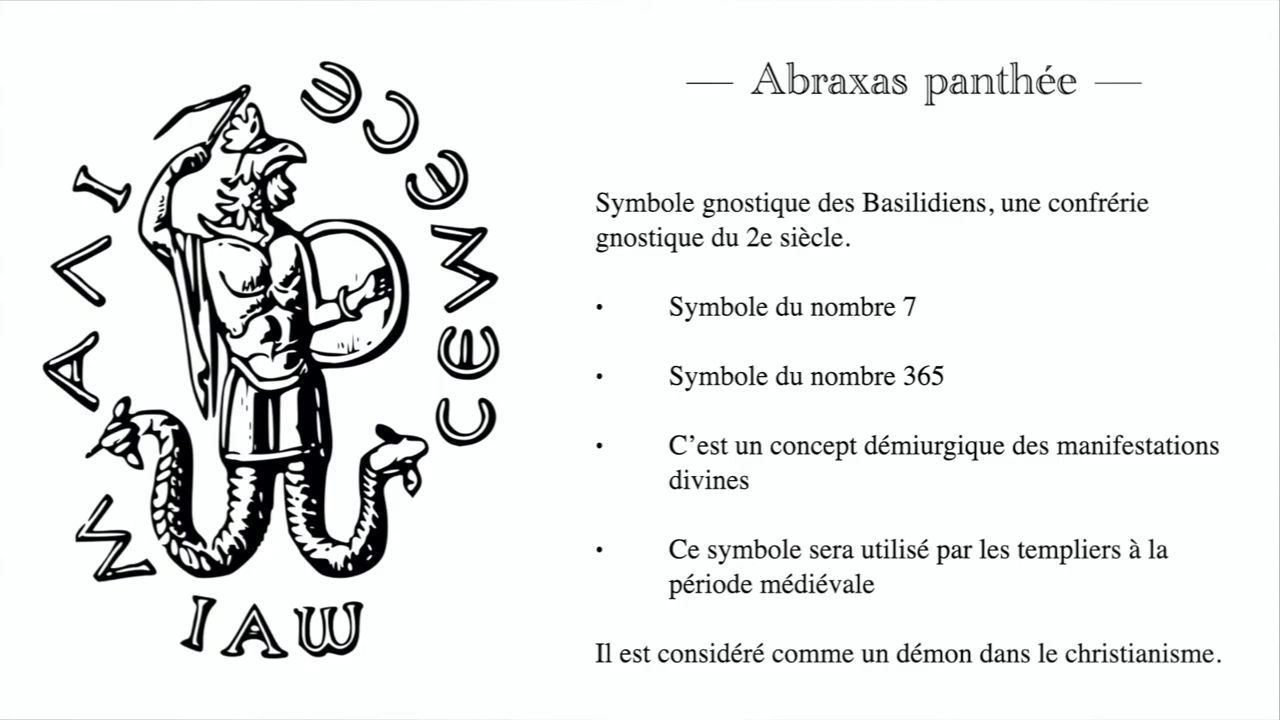 — Abraxas panthée —
Symbole gnostique des Basilidiens, une confrérie
gnostique du 2e siècle.
• Symbole du nombre 7
• Symbole du nombre 365
• C’est un concept démiurgique des manifestations
divines
• Ce symbole sera utilisé par les templiers à la
période médiévale
Il est considéré comme un démon dans le christianisme.
IAW